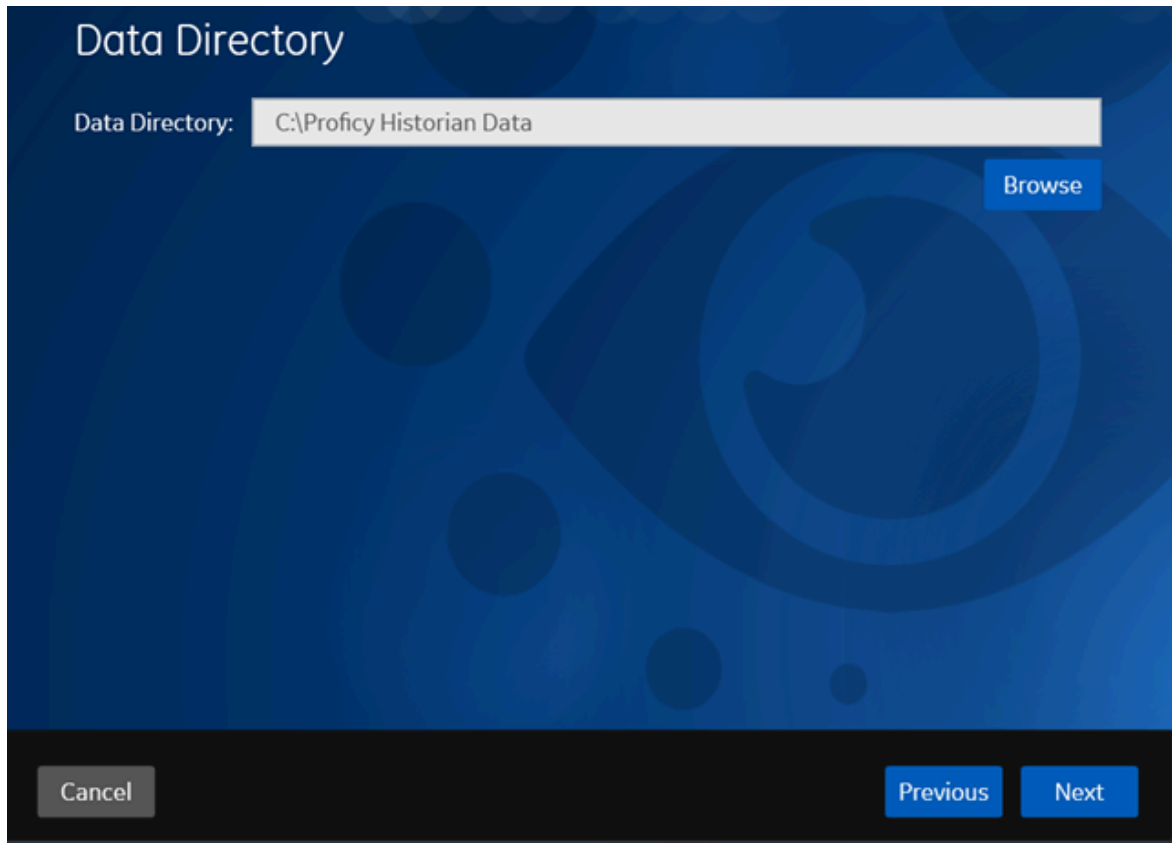 Data Directory
Data Directory: C:\Proficy Historian Data
Browse
Cancel Previous Next